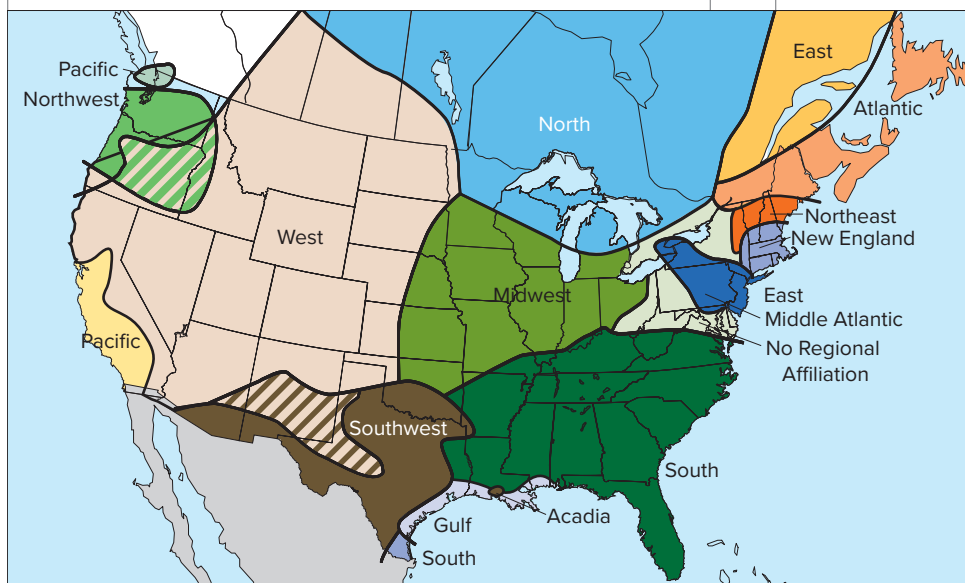 Pacific
Northwest
West
Pacific
Southwest
North
Midwest
East
Atlantic
Northeast
New England
East
Middle Atlantic
No Regional
Affiliation
South
Acadia
Gulf
South